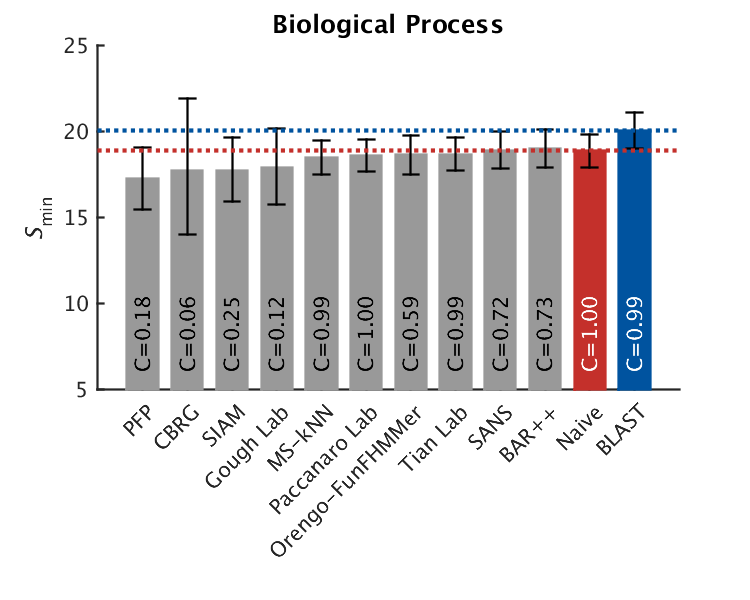 Biological Process
25
20
15
10
5
Smin
C=0.18
C=0.06
C=0.25
C=0.12
C=0.99
C=1.00
C=0.59
C=0.99
C=0.72
C=0.73
C=1.00
C=0.99
PFP
CBRG
SIAM
Gough Lab
MS-kNN
Paccanaro Lab
Orengo-FunFHMMer
Tian Lab
SANS
BAR++
Naive
BLAST